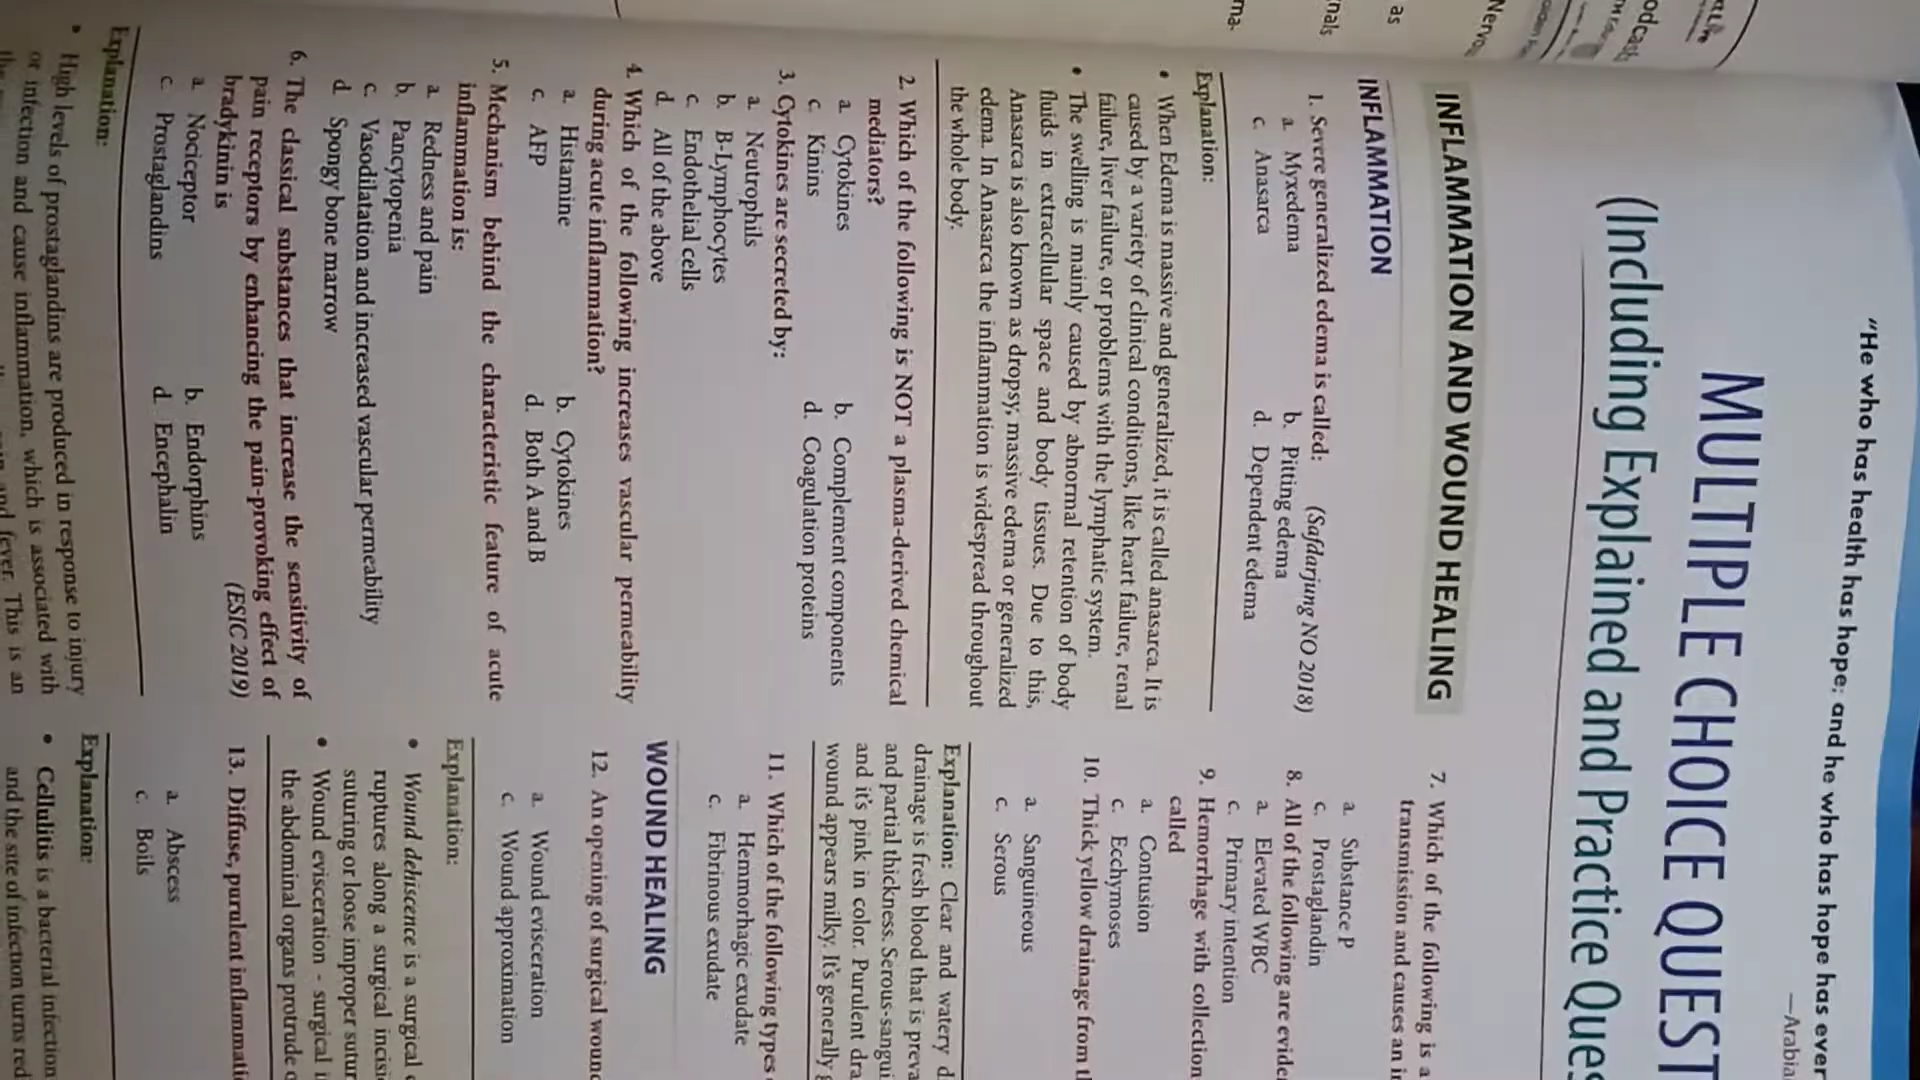 "He who has health has hope; and he who has hope has ever
—Arabia
MULTIPLE CHOICE QUEST
(Including Explained and Practice Ques
INFLAMMATION AND WOUND HEALING
INFLAMMATION
1. Severe generalized edema is called: (Safdarjung NO 2018)
a. Myxedema b. Pitting edema
c. Anasarca d. Dependent edema
Explanation:
• When Edema is massive and generalized, it is called anasarca. It is
caused by a variety of clinical conditions, like heart failure, renal
failure, liver failure, or problems with the lymphatic system.
• The swelling is mainly caused by abnormal retention of body
fluids in extracellular space and body tissues. Due to this,
Anasarca is also known as dropsy, massive edema or generalized
edema. In Anasarca the inflammation is widespread throughout
the whole body.
2. Which of the following is NOT a plasma-derived chemical
mediators?
a. Cytokines b. Complement components
c. Kinins d. Coagulation proteins
3. Cytokines are secreted by:
a. Neutrophils
b. B-Lymphocytes
c. Endothelial cells
d. All of the above
4. Which of the following increases vascular permeability
during acute inflammation?
a. Histamine b. Cytokines
c. AFP d. Both A and B
5. Mechanism behind the characteristic feature of acute
inflammation is:
a. Redness and pain
b. Pancytopenia
c. Vasodilatation and increased vascular permeability
d. Spongy bone marrow
6. The classical substances that increase the sensitivity of
pain receptors by enhancing the pain-provoking effect of
bradykinin is (ESIC 2019)
a. Nociceptor b. Endorphins
c. Prostaglandins d. Encephalin
Explanation:
• High levels of prostaglandins are produced in response to injury
or infection and cause inflammation, which is associated with
fever. This is an
7. Which of the following is a
transmission and causes an i
a. Substance P
c. Prostaglandin
8. All of the following are evide
a. Elevated WBC
c. Primary intention
9. Hemorrhage with collection
called
a. Contusion
c. Ecchymoses
10. Thick yellow drainage from t
a. Sanguineous
c. Serous
Explanation: Clear and watery d
drainage is fresh blood that is preva
and partial thickness. Serous-sangui
and it's pink in color. Purulent dra
wound appears milky. It's generally g
11. Which of the following types
a. Hemmorhagic exudate
c. Fibrinous exudate
WOUND HEALING
12. An opening of surgical wound
a. Wound evisceration
c. Wound approximation
Explanation:
• Wound dehiscence is a surgical c
ruptures along a surgical incisi
suturing or loose improper sutur
• Wound evisceration - surgical i
the abdominal organs protrude o
13. Diffuse, purulent inflammati
a. Abscess
c. Boils
Explanation:
• Cellulitis is a bacterial infection
and the site of infection turns red